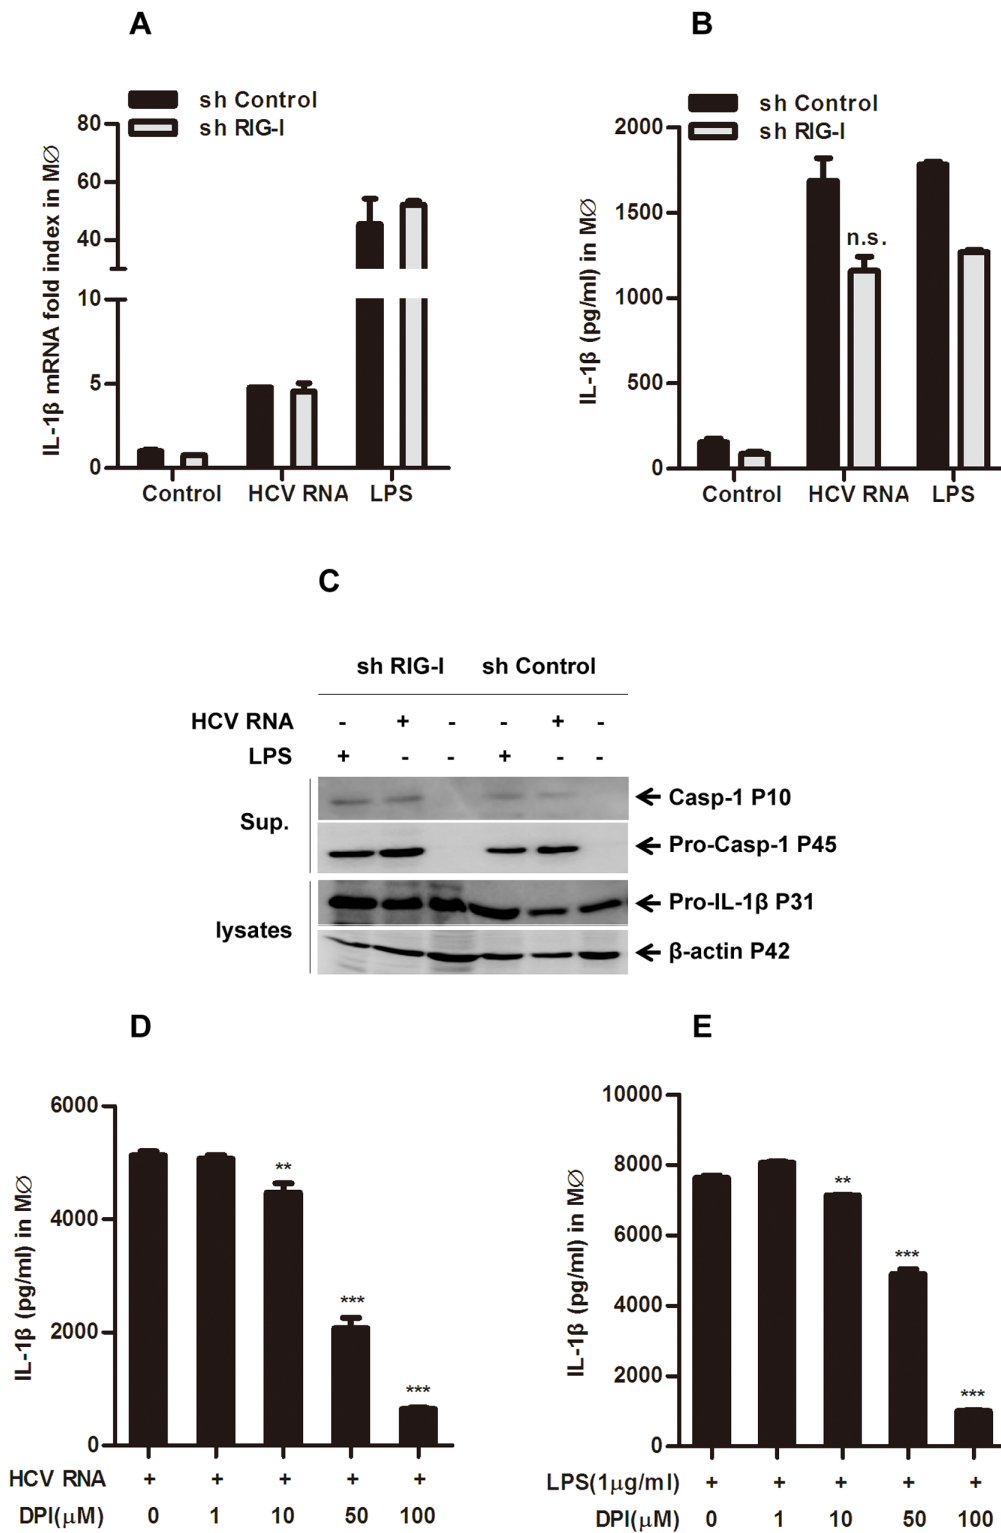 A
sh Control
sh RIG-I
IL-1β mRNA fold index in MØ
80
60
40
10
5
0
Control HCV RNA LPS
B
sh Control
sh RIG-I
IL-1β (pg/ml) in MØ
2000
1500
1000
500
0
n.s.
Control HCV RNA LPS
C
sh RIG-I sh Control
HCV RNA - + - - + -
LPS + - - + - -
Sup.
Casp-1 P10
Pro-Casp-1 P45
lysates
Pro-IL-1β P31
β-actin P42
D
IL-1β (pg/ml) in MØ
6000
4000
2000
0
**
***
***
HCV RNA + + + + +
DPI(μM) 0 1 10 50 100
E
IL-1β (pg/ml) in MØ
10000
8000
6000
4000
2000
0
**
***
***
LPS(1μg/ml) + + + + +
DPI(μM) 0 1 10 50 100